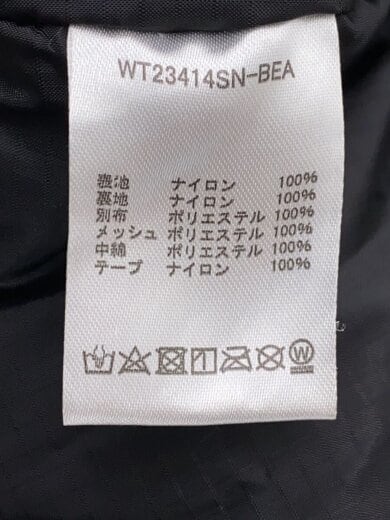 WT23414SN-BEA
表地 ナイロン 100%
裏地 ナイロン 100%
別布 ポリエステル 100%
メッシュ ポリエステル 100%
中綿 ポリエステル 100%
テープ ナイロン 100%
W